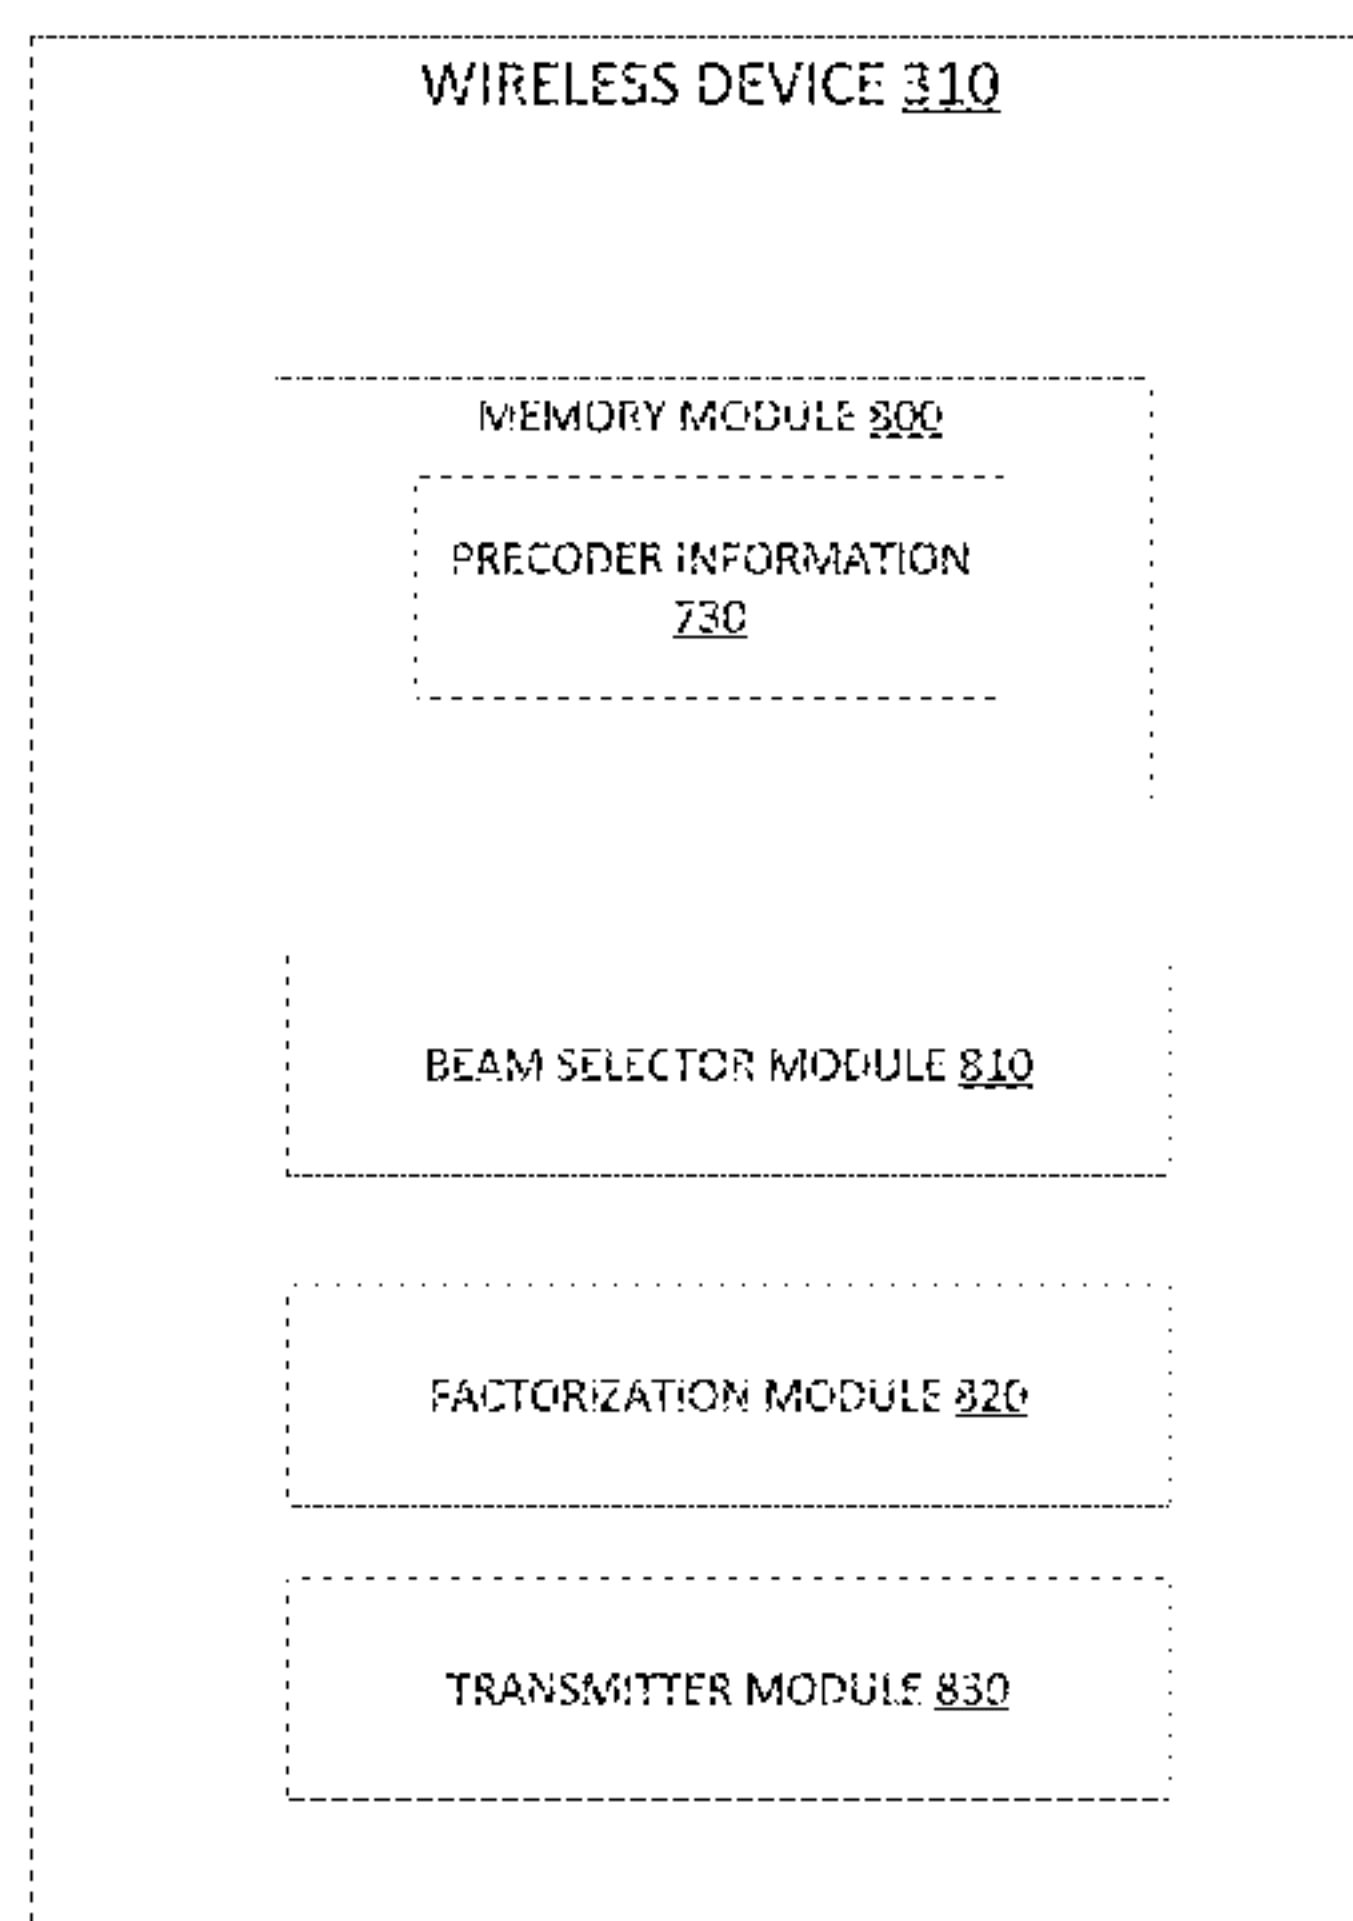 WIRELESS DEVICE 310
MEMORY MODULE 800
PRECODER INFORMATION
730
BEAM SELECTOR MODULE 810
FACTORIZATION MODULE 820
TRANSMITTER MODULE 830